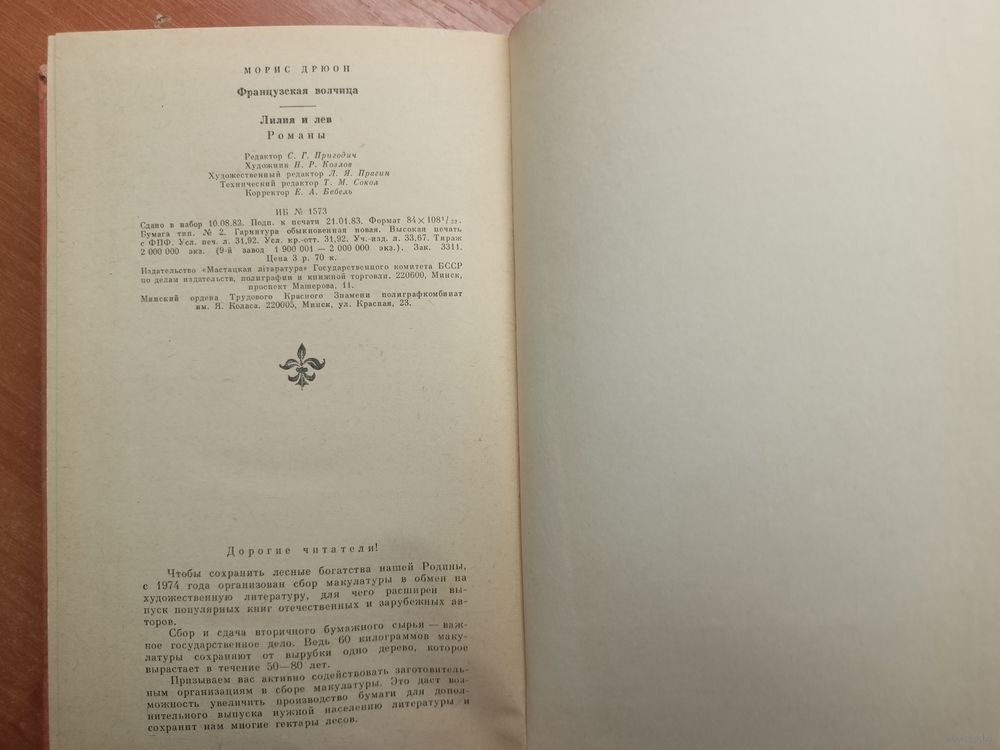 МОРИС ДРЮОН
Французская волчица
Лилия и лев
Романы
Редактор С. Г. Пригодич
Художник Н. Р. Козлов
Художественный редактор Л. Я. Прагин
Технический редактор Т. М. Сокол
Корректор Е. А. Бебель
ИБ № 1573
Сдано в набор 10.08.82. Подп. к печати 21.01.83. Формат 84×108¹/₃₂.
Бумага тип. № 2. Гарнитура обыкновенная новая. Высокая печать
с ФПФ. Усл. печ. л. 31,92. Усл. кр.-отт. 31,92. Уч.-изд. л. 33,67. Тираж
2 000 000 экз. (9-й завод 1 900 001 — 2 000 000 экз.). Зак. 3311.
Цена 3 р. 70 к.
Издательство «Мастацкая літаратура» Государственного комитета БССР
по делам издательств, полиграфии и книжной торговли. 220600, Минск,
проспект Машерова, 11.
Минский ордена Трудового Красного Знамени полиграфкомбинат
им. Я. Коласа. 220005, Минск, ул. Красная, 23.
Дорогие читатели!
Чтобы сохранить лесные богатства нашей Родины,
с 1974 года организован сбор макулатуры в обмен на
художественную литературу, для чего расширен вы-
пуск популярных книг отечественных и зарубежных ав-
торов.
Сбор и сдача вторичного бумажного сырья — важ-
ное государственное дело. Ведь 60 килограммов маку-
латуры сохраняют от вырубки одно дерево, которое
вырастает в течение 50—80 лет.
Призываем вас активно содействовать заготовитель-
ным организациям в сборе макулатуры. Это даст воз-
можность увеличить производство бумаги для допол-
нительного выпуска нужной населению литературы и
сохранит нам многие гектары лесов.